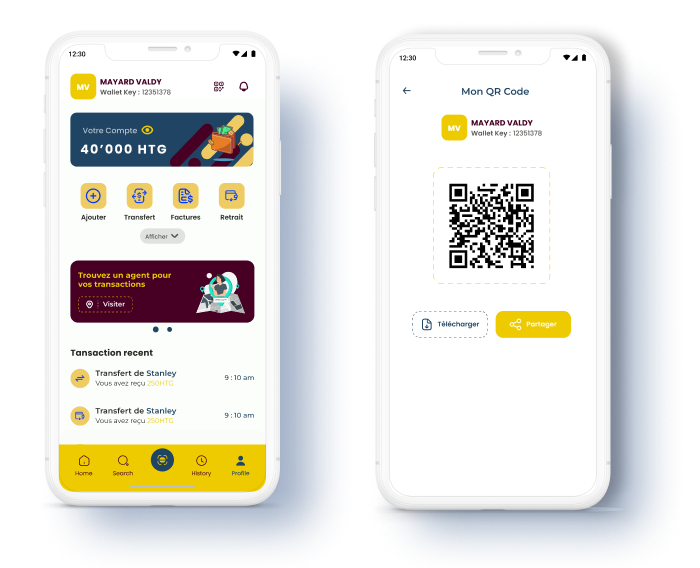 12:30
MV
MAYARD VALDY
Wallet Key : 12351378
Votre Compte
40’000 HTG
Ajouter
Transfert
Factures
Retrait
Afficher
Trouvez un agent pour
vos transactions
Visiter
Tansaction recent
Transfert de Stanley
Vous avez reçu 250HTG
9 : 10 am
Transfert de Stanley
Vous avez reçu 250HTG
9 : 10 am
Home
Search
History
Profile
12:30
Mon QR Code
MV
MAYARD VALDY
Wallet Key : 12351378
Télécharger
Partager